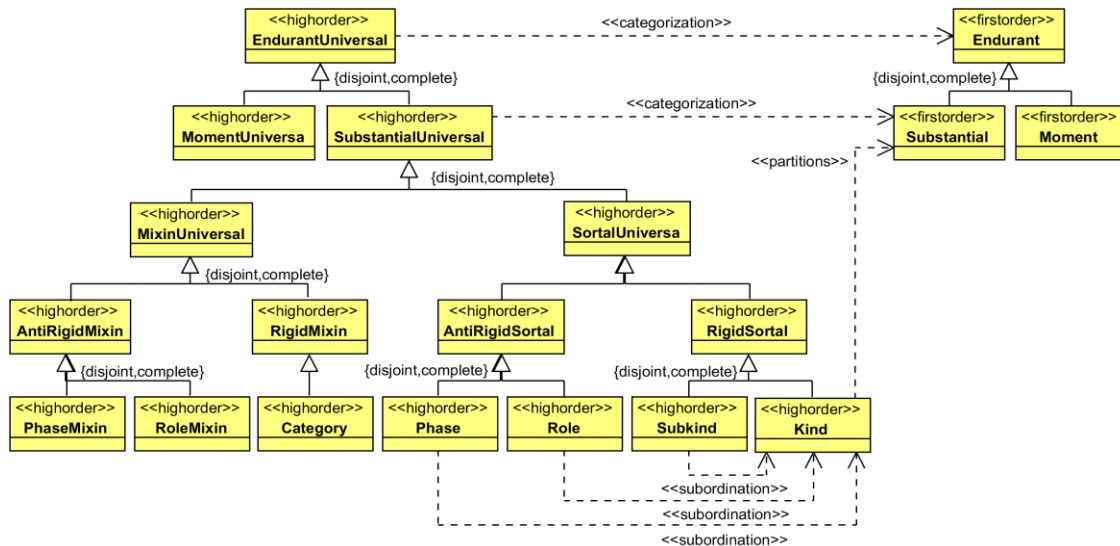 <<highorder>>
EndurantUniversal
<<categorization>>
<<firstorder>>
Endurant
{disjoint,complete}
{disjoint,complete}
<<highorder>>
MomentUniversa
<<highorder>>
SubstantialUniversal
<<categorization>>
<<firstorder>>
Substantial
<<firstorder>>
Moment
<<partitions>>
{disjoint,complete}
<<highorder>>
MixinUniversal
<<highorder>>
SortalUniversa
{disjoint,complete}
<<highorder>>
AntiRigidMixin
<<highorder>>
RigidMixin
<<highorder>>
AntiRigidSortal
<<highorder>>
RigidSortal
{disjoint,complete}
{disjoint,complete}
{disjoint,complete}
<<highorder>>
PhaseMixin
<<highorder>>
RoleMixin
<<highorder>>
Category
<<highorder>>
Phase
<<highorder>>
Role
<<highorder>>
Subkind
<<highorder>>
Kind
<<subordination>>
<<subordination>>
<<subordination>>